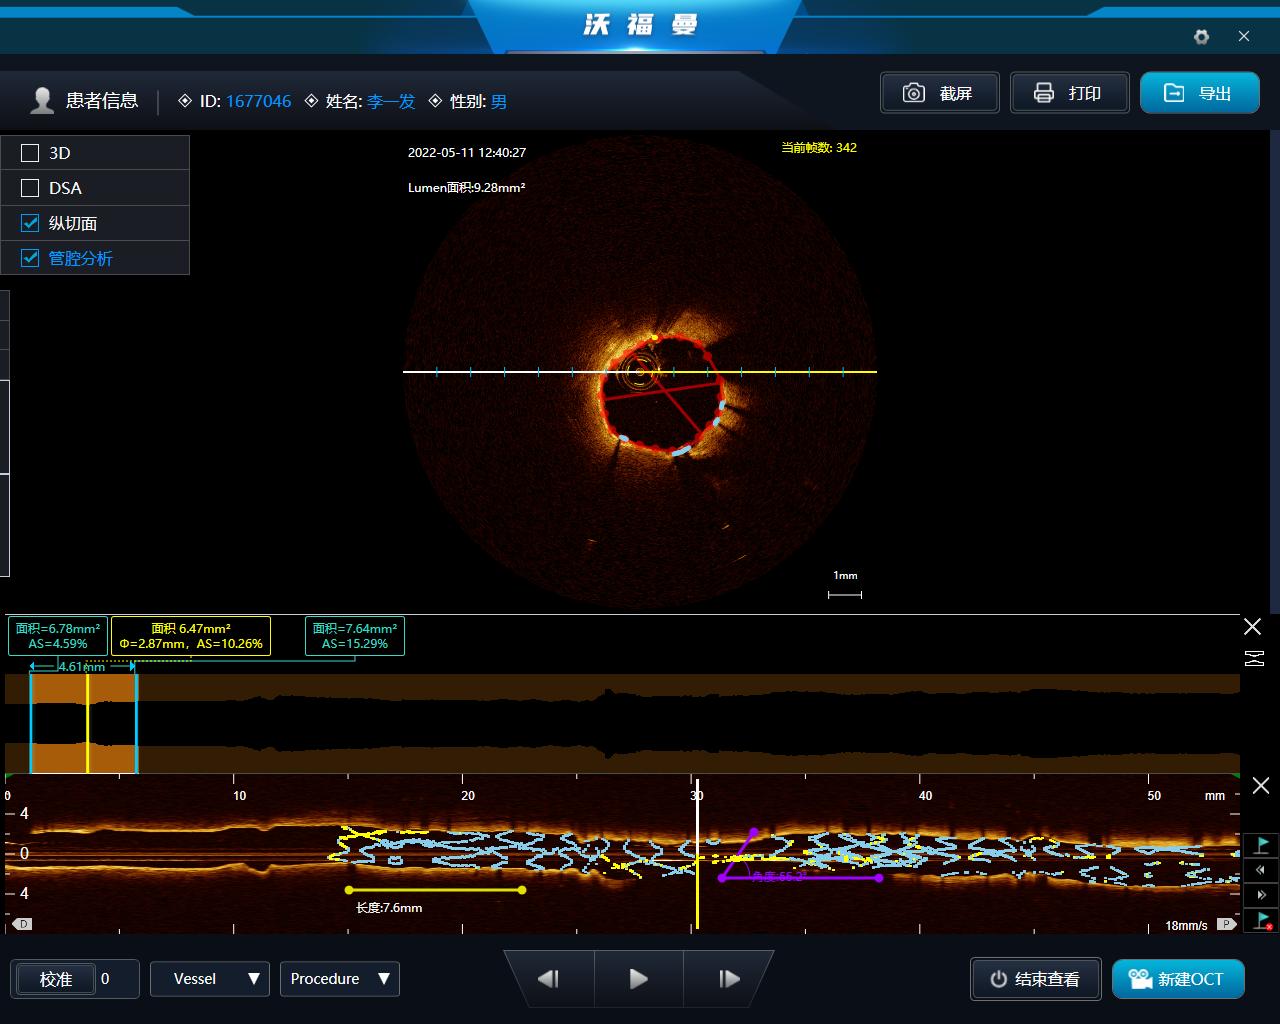 沃福曼
患者信息
ID: 1677046
姓名: 李一发
性别: 男
截屏
打印
导出
3D
DSA
纵切面
管腔分析
2022-05-11 12:40:27
当前帧数: 342
Lumen面积:9.28mm²
1mm
面积=6.78mm²
AS=4.59%
面积 6.47mm²
Φ=2.87mm，AS=10.26%
面积=7.64mm²
AS=15.29%
4.61mm
0
10
20
30
40
50
mm
4
0
4
角度:55.2°
长度:7.6mm
D
18mm/s
P
校准
0
Vessel
Procedure
结束查看
新建OCT